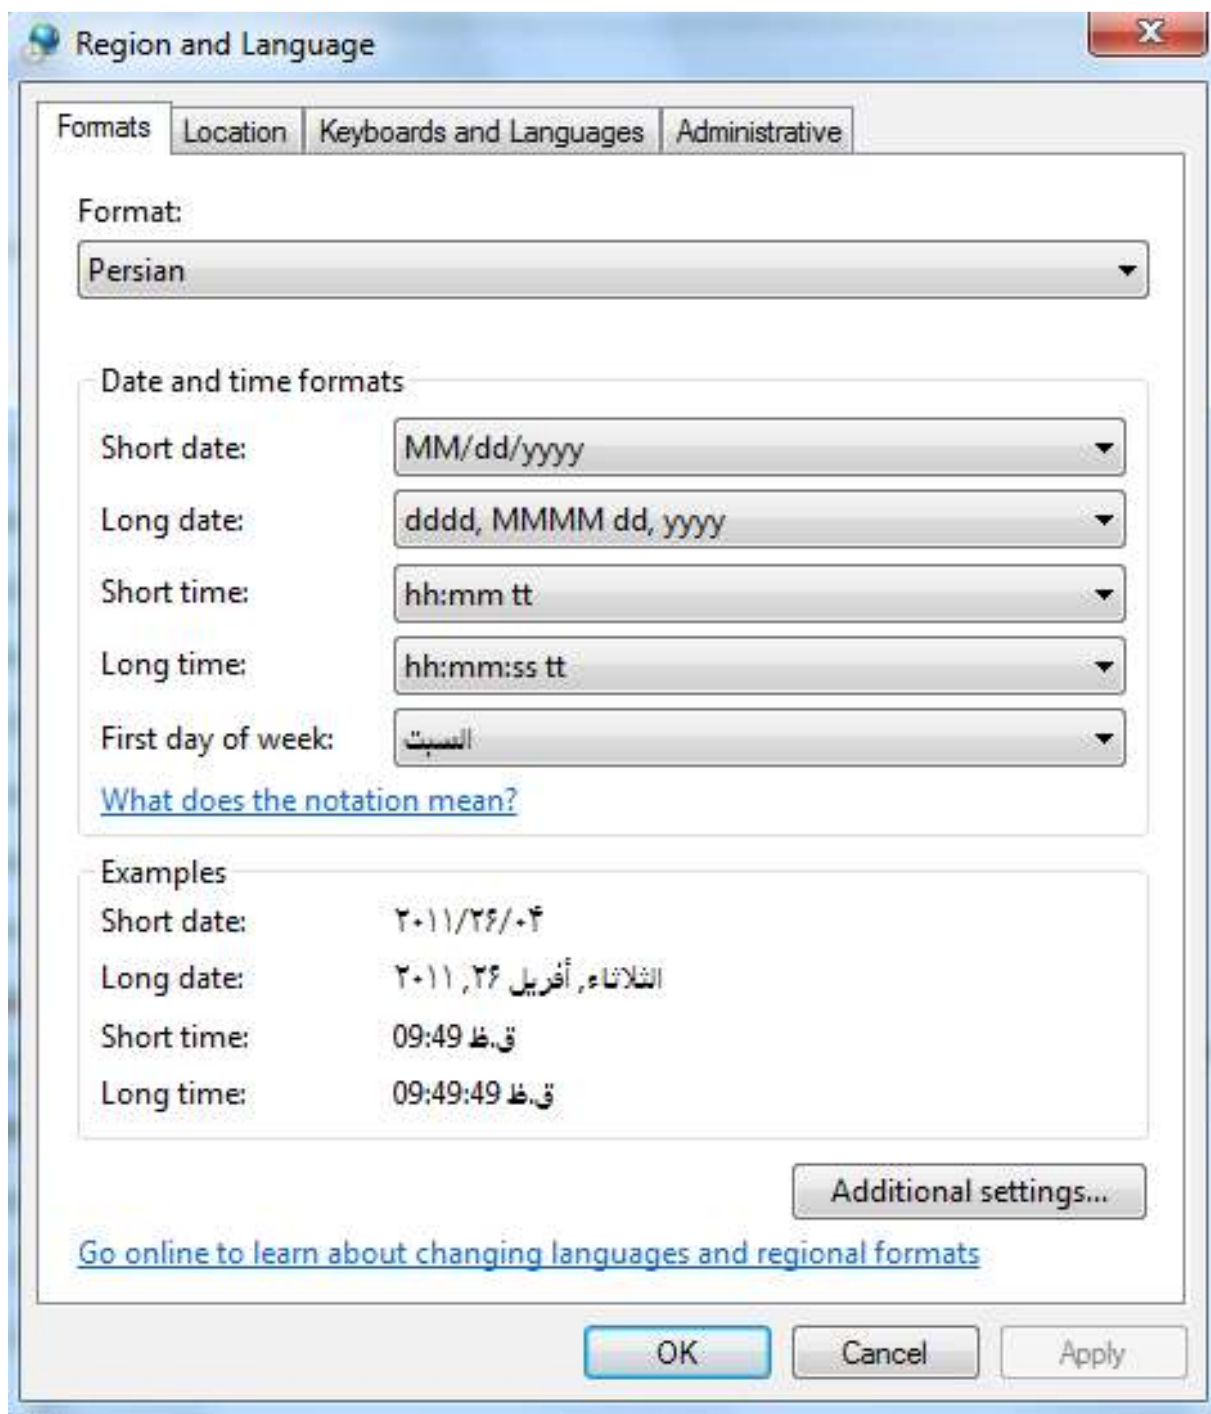 Region and Language
Formats Location Keyboards and Languages Administrative
Format:
Persian
Date and time formats
Short date: MM/dd/yyyy
Long date: dddd, MMMM dd, yyyy
Short time: hh:mm tt
Long time: hh:mm:ss tt
First day of week: السبت
What does the notation mean?
Examples
Short date: ۲۰۱۱/۲۶/۰۴
Long date: الثلاثاء, أفريل ۲۶, ۲۰۱۱
Short time: 09:49 ق.ظ
Long time: 09:49:49 ق.ظ
Additional settings...
Go online to learn about changing languages and regional formats
OK Cancel Apply